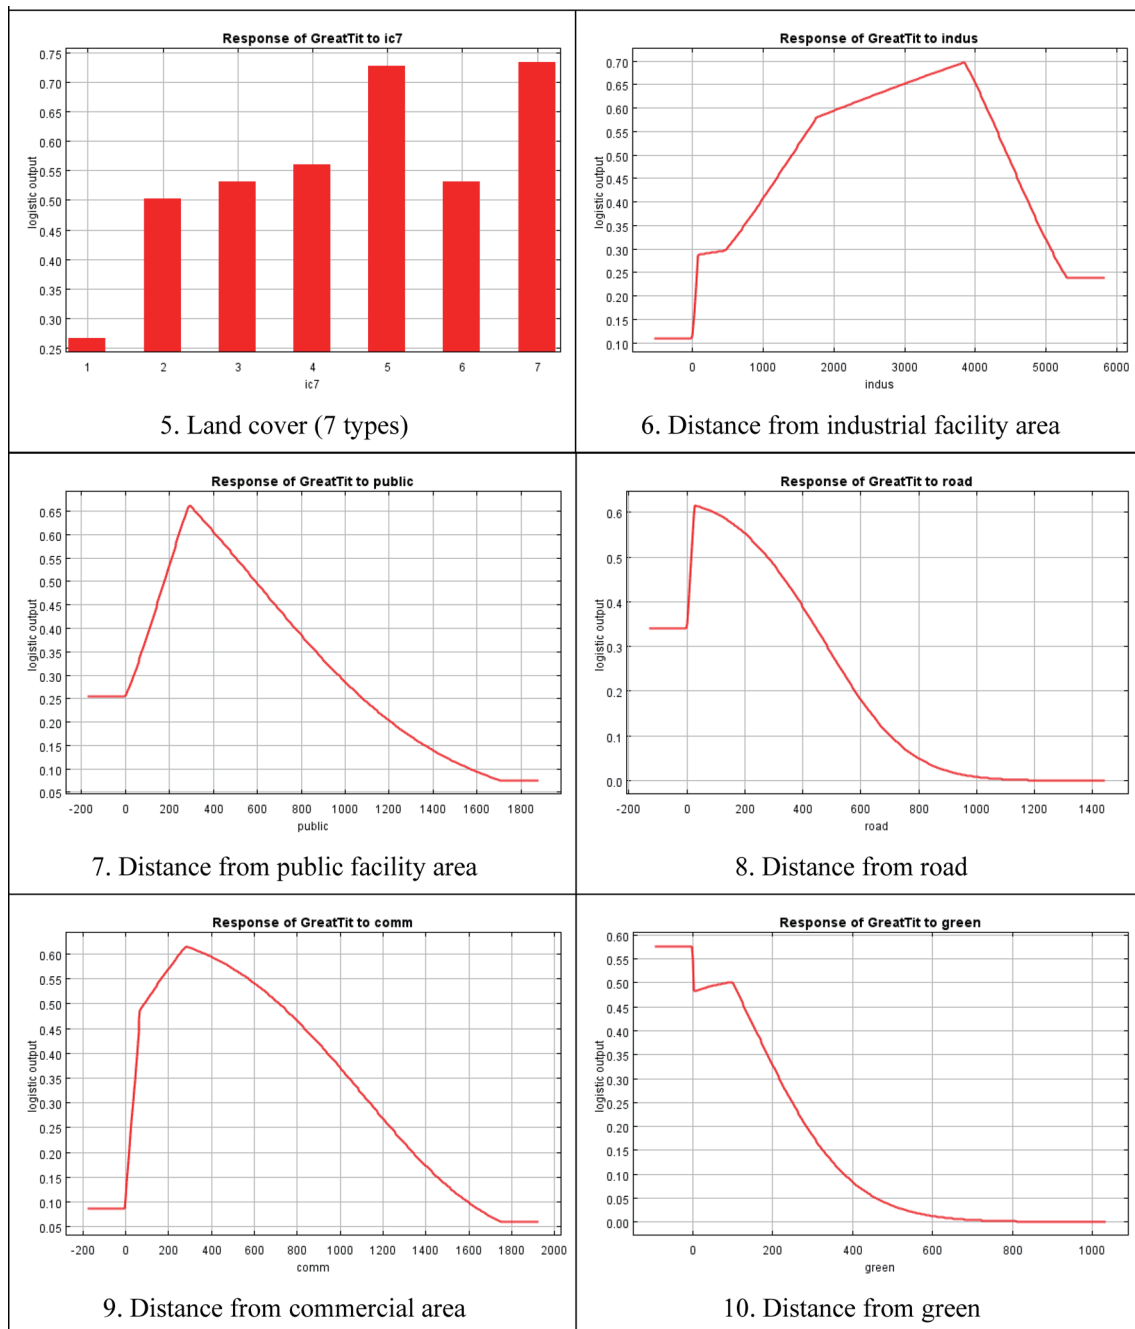 Response of GreatTit to ic7
logistic output
0.75
0.70
0.65
0.60
0.55
0.50
0.45
0.40
0.35
0.30
0.25
1 2 3 4 5 6 7
ic7
5. Land cover (7 types)
Response of GreatTit to indus
logistic output
0.70
0.65
0.60
0.55
0.50
0.45
0.40
0.35
0.30
0.25
0.20
0.15
0.10
0 1000 2000 3000 4000 5000 6000
indus
6. Distance from industrial facility area
Response of GreatTit to public
logistic output
0.65
0.60
0.55
0.50
0.45
0.40
0.35
0.30
0.25
0.20
0.15
0.10
0.05
-200 0 200 400 600 800 1000 1200 1400 1600 1800
public
7. Distance from public facility area
Response of GreatTit to road
logistic output
0.6
0.5
0.4
0.3
0.2
0.1
0.0
-200 0 200 400 600 800 1000 1200 1400
road
8. Distance from road
Response of GreatTit to comm
logistic output
0.60
0.55
0.50
0.45
0.40
0.35
0.30
0.25
0.20
0.15
0.10
0.05
-200 0 200 400 600 800 1000 1200 1400 1600 1800 2000
comm
9. Distance from commercial area
Response of GreatTit to green
logistic output
0.60
0.55
0.50
0.45
0.40
0.35
0.30
0.25
0.20
0.15
0.10
0.05
0.00
0 200 400 600 800 1000
green
10. Distance from green